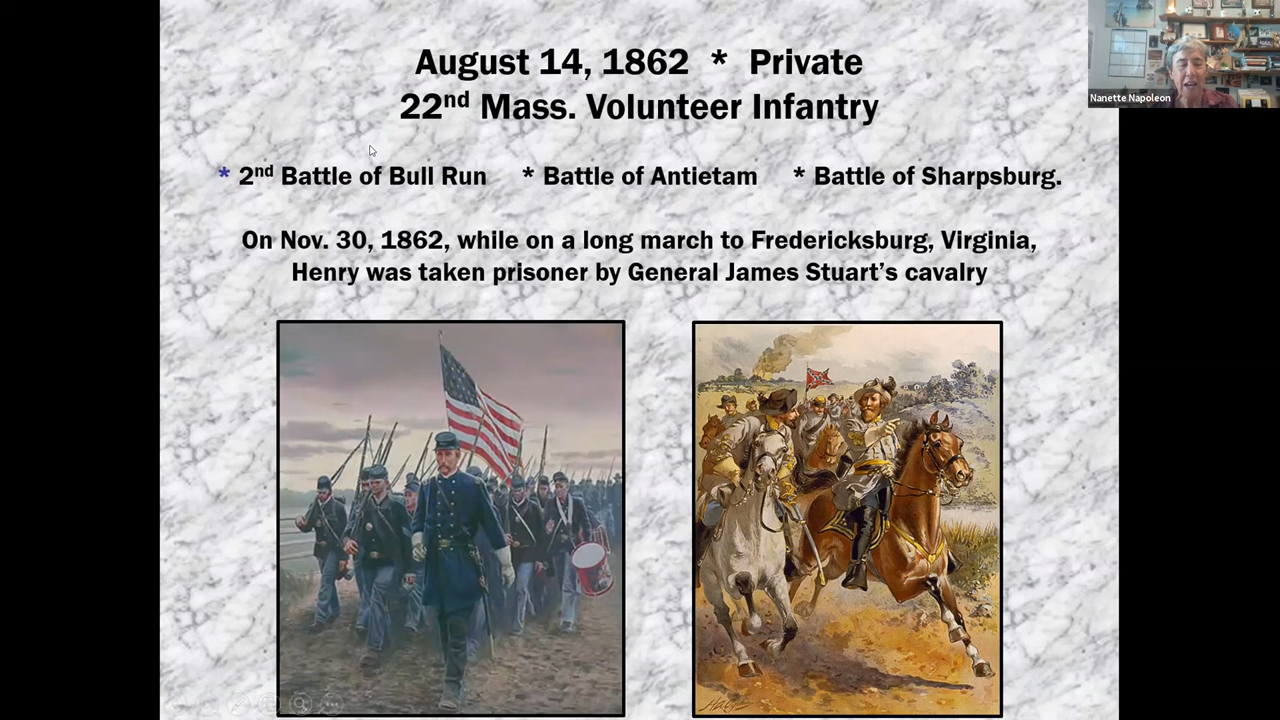 August 14, 1862 * Private
22nd Mass. Volunteer Infantry
* 2nd Battle of Bull Run * Battle of Antietam * Battle of Sharpsburg.
On Nov. 30, 1862, while on a long march to Fredericksburg, Virginia,
Henry was taken prisoner by General James Stuart’s cavalry
Nanette Napoleon